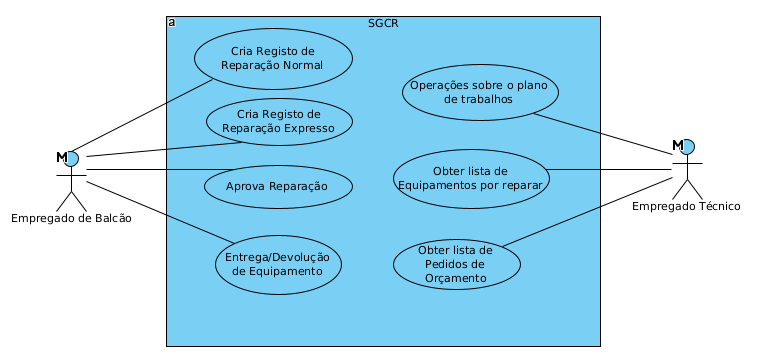 a
SGCR
Cria Registo de
Reparação Normal
Cria Registo de
Reparação Expresso
Aprova Reparação
Entrega/Devolução
de Equipamento
Operações sobre o plano
de trabalhos
Obter lista de
Equipamentos por reparar
Obter lista de
Pedidos de
Orçamento
M
Empregado de Balcão
M
Empregado Técnico